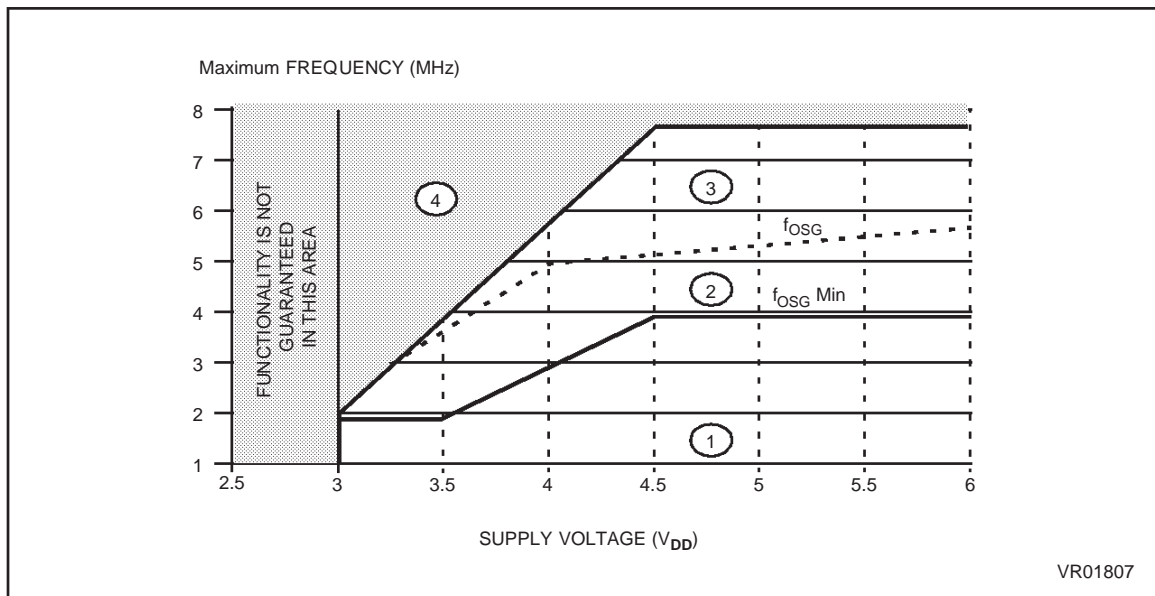 Maximum FREQUENCY (MHz)
8
7
6
5
4
3
2
1
FUNCTIONALITY IS NOT
GUARANTEED
IN THIS AREA
4
3
fOSG
2
fOSG Min
1
2.5 3 3.5 4 4.5 5 5.5 6
SUPPLY VOLTAGE (VDD)
VR01807